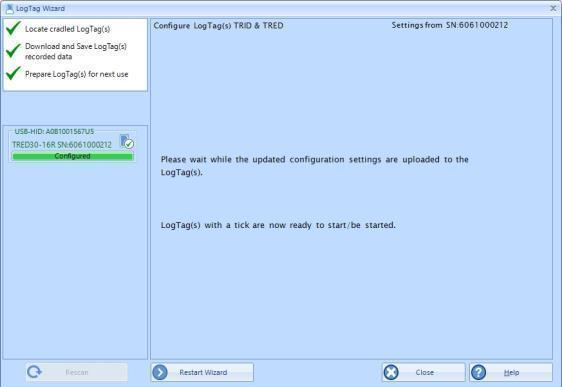 LogTag Wizard
Locate cradled LogTag(s)
Download and Save LogTag(s)
recorded data
Prepare LogTag(s) for next use
Configure LogTag(s) TRID & TRED
Settings from SN:6061000212
USB-HID: A0B1001567U5
TRED30-16R SN:6061000212
Configured
Please wait while the updated configuration settings are uploaded to the
LogTag(s).
LogTag(s) with a tick are now ready to start/be started.
Rescan
Restart Wizard
Close
Help